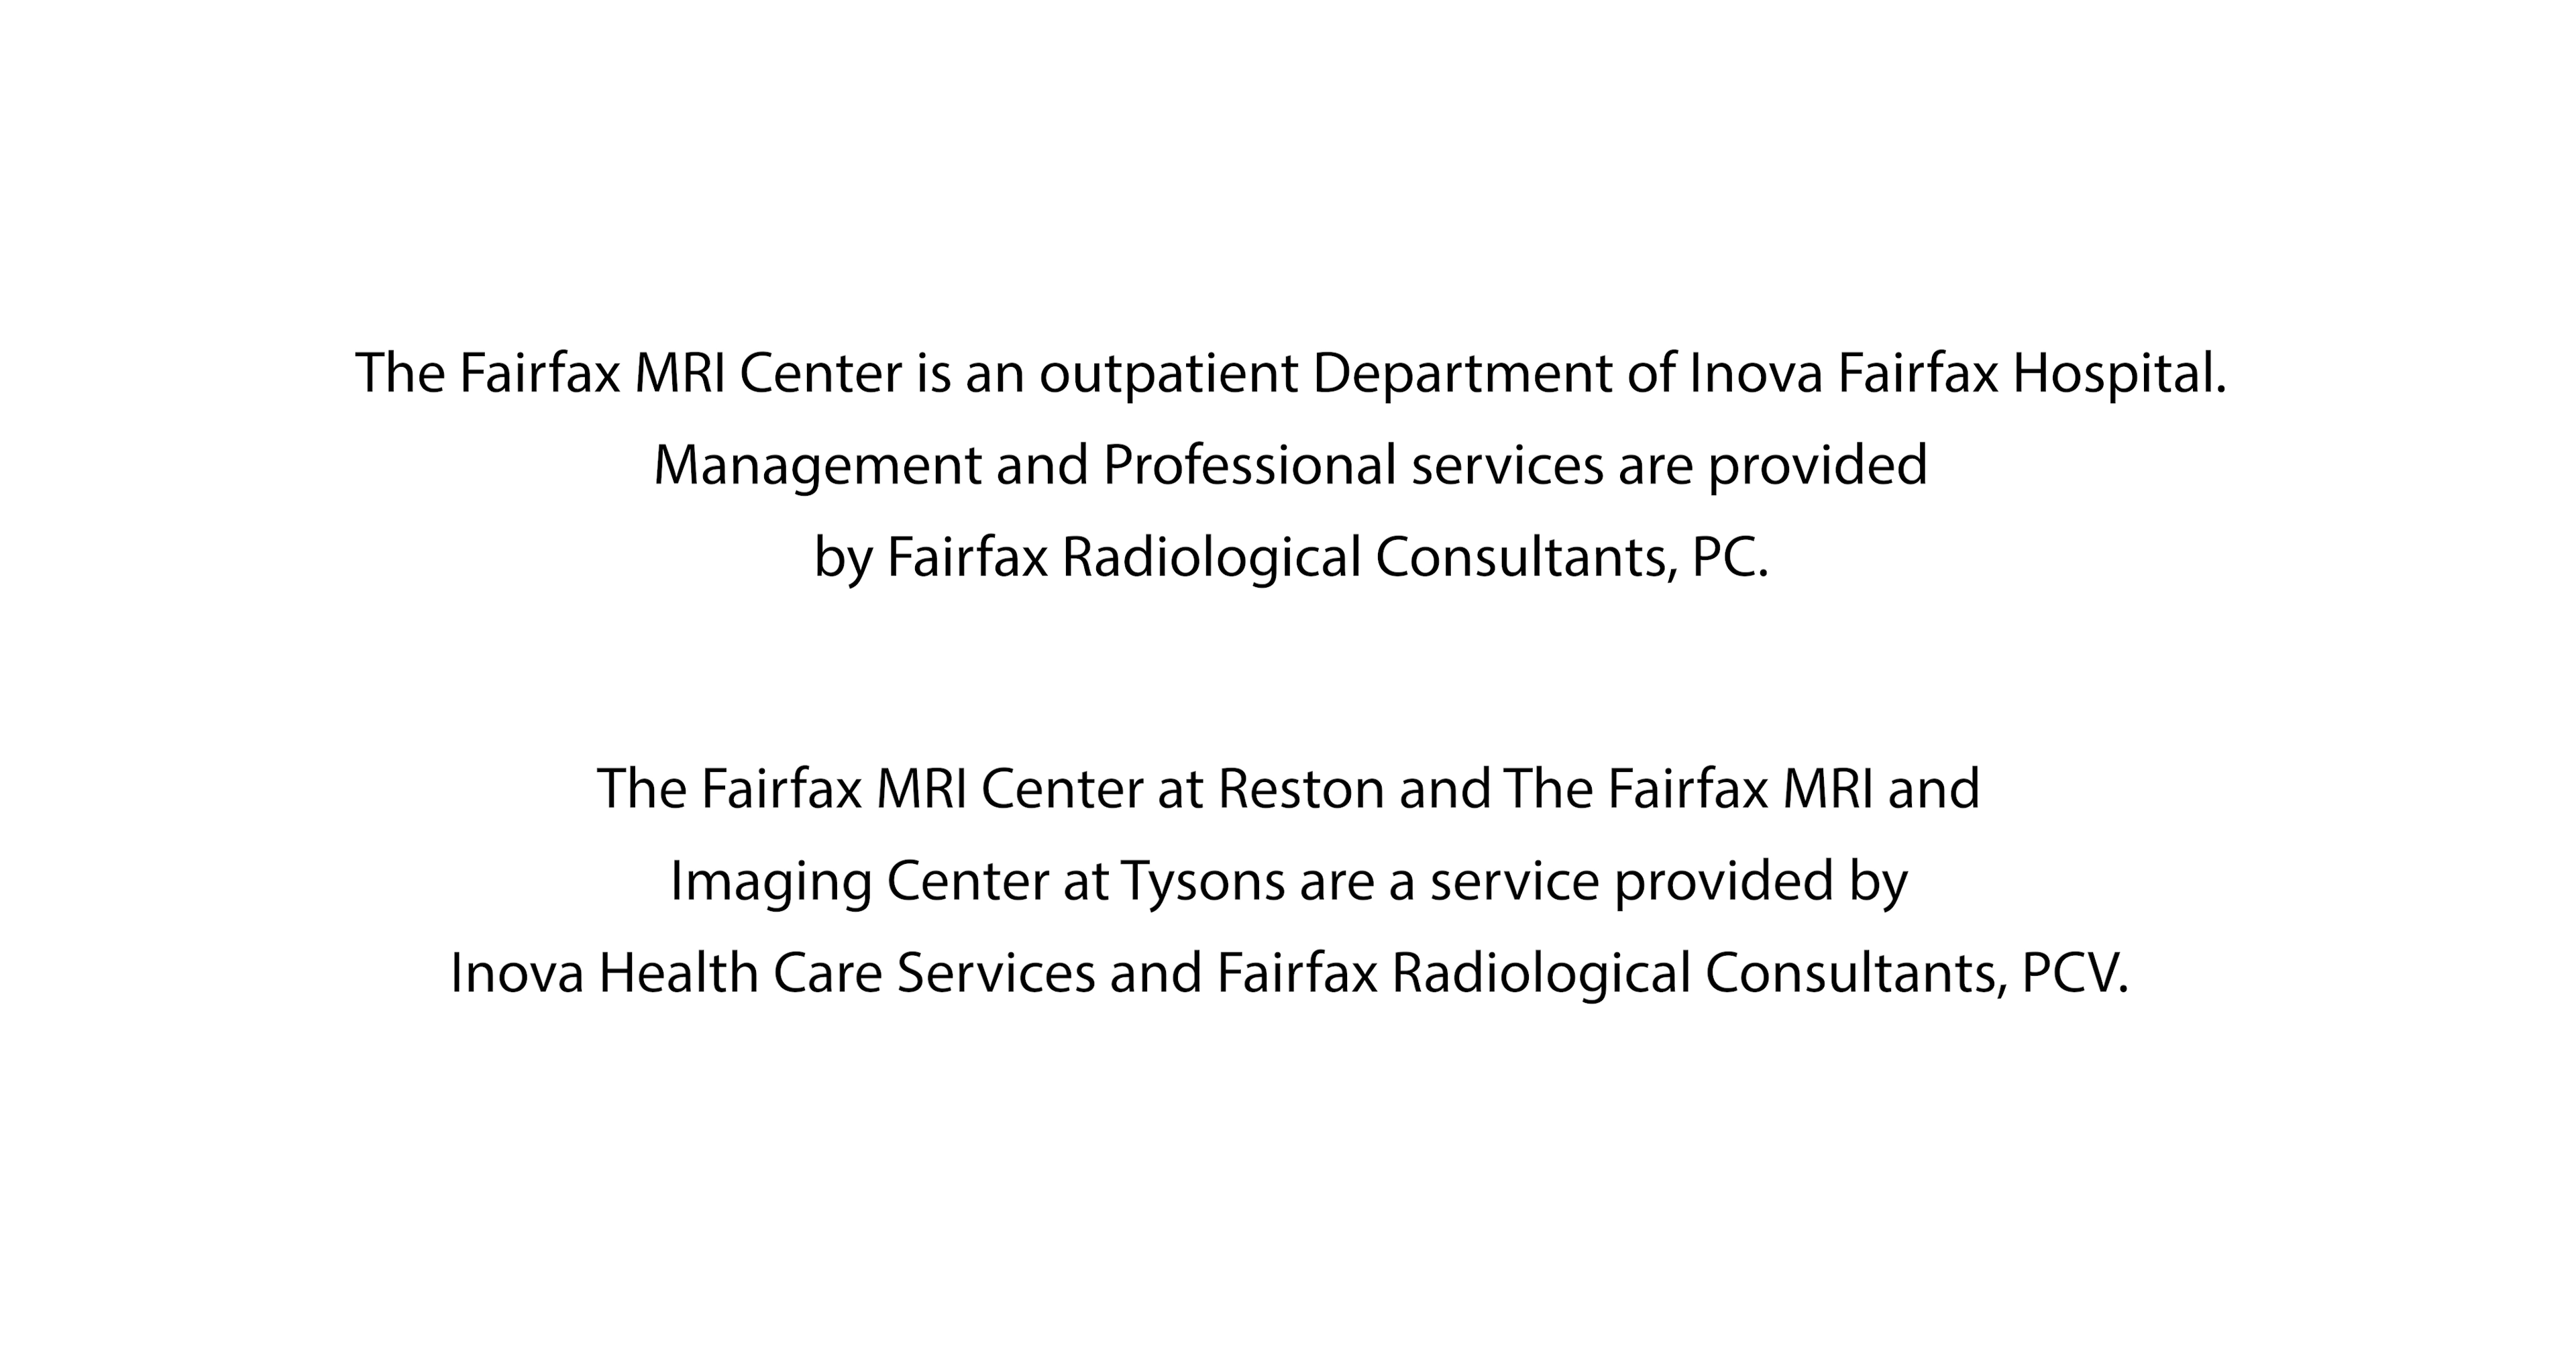 The Fairfax MRI Center is an outpatient Department of Inova Fairfax Hospital.
Management and Professional services are provided
by Fairfax Radiological Consultants, PC.
The Fairfax MRI Center at Reston and The Fairfax MRI and
Imaging Center at Tysons are a service provided by
Inova Health Care Services and Fairfax Radiological Consultants, PCV.